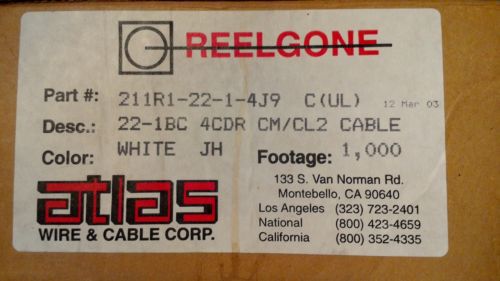 REELGONE
Part #: 211R1-22-1-4J9 C(UL) 12 Mar 03
Desc.: 22-1BC 4CDR CM/CL2 CABLE
Color: WHITE JH Footage: 1,000
133 S. Van Norman Rd.
Montebello, CA 90640
Los Angeles (323) 723-2401
National (800) 423-4659
California (800) 352-4335
atlas
WIRE & CABLE CORP.